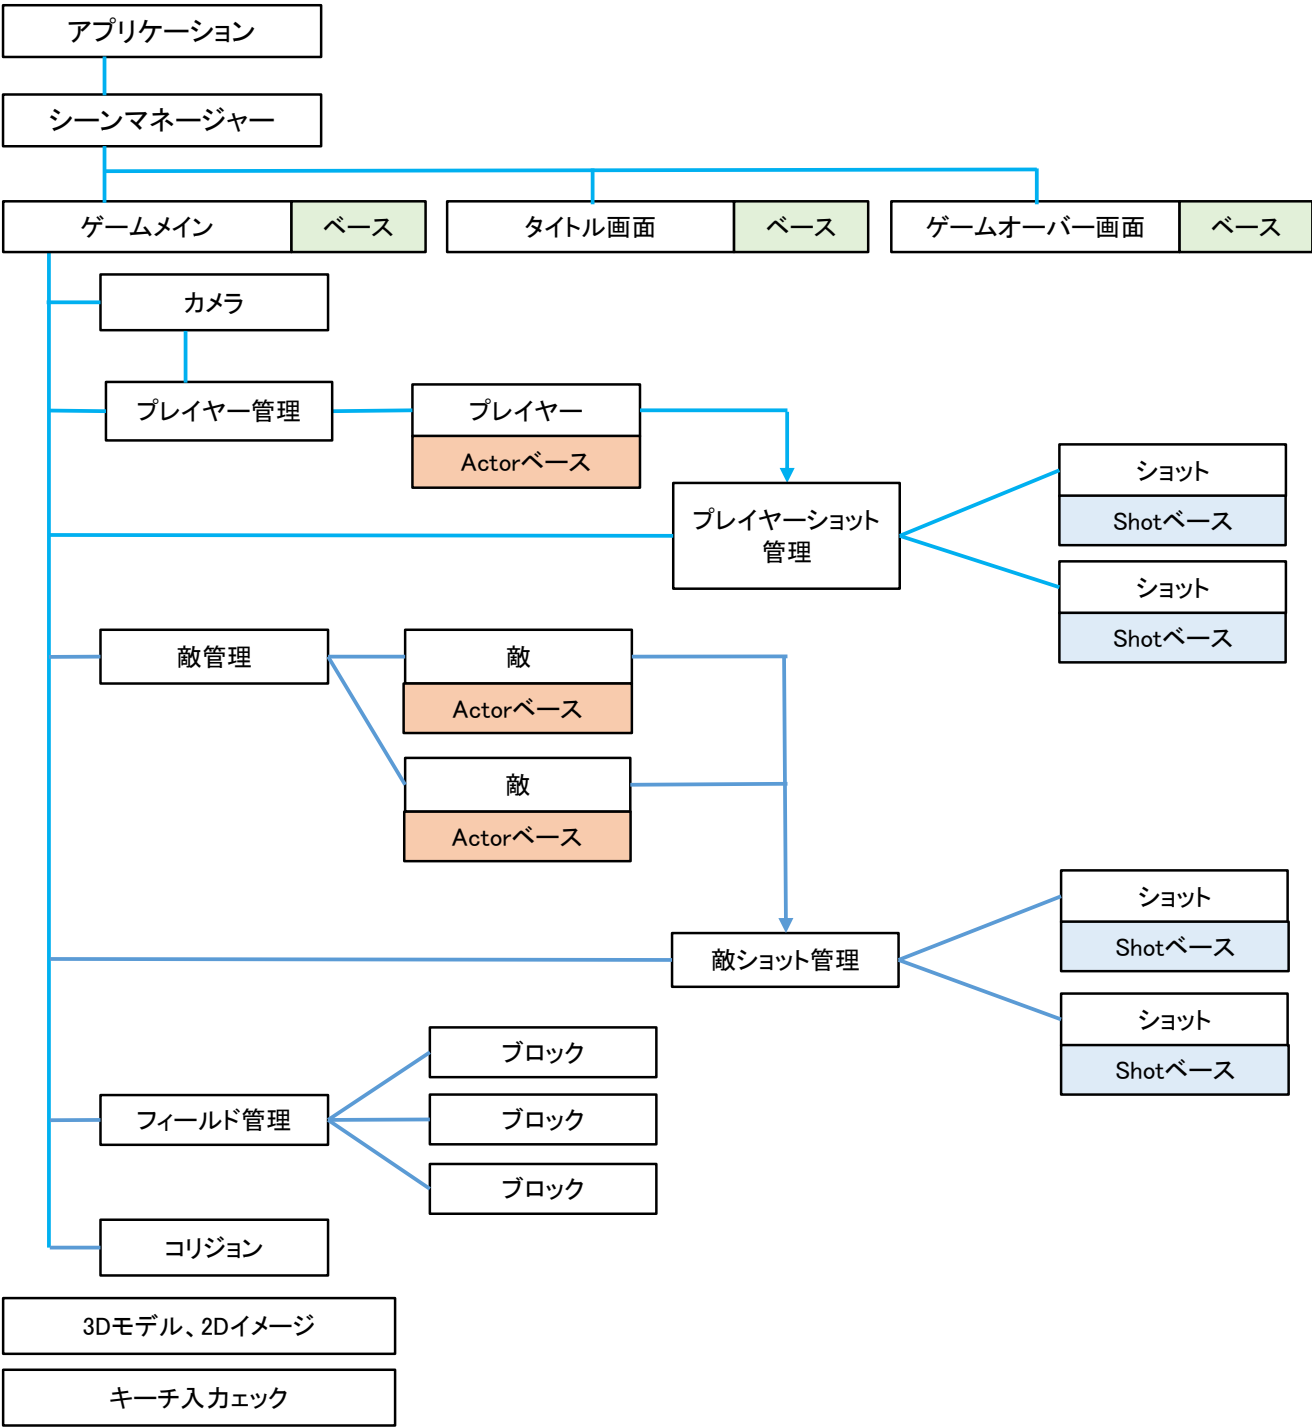 アプリケーション
シーンマネージャー
ゲームメイン
ベース
タイトル画面
ベース
ゲームオーバー画面
ベース
カメラ
プレイヤー管理
プレイヤー
Actorベース
プレイヤーショット
管理
ショット
Shotベース
ショット
Shotベース
敵管理
敵
Actorベース
敵
Actorベース
敵ショット管理
ショット
Shotベース
ショット
Shotベース
フィールド管理
ブロック
ブロック
ブロック
コリジョン
3Dモデル、2Dイメージ
キーチ入力ェック